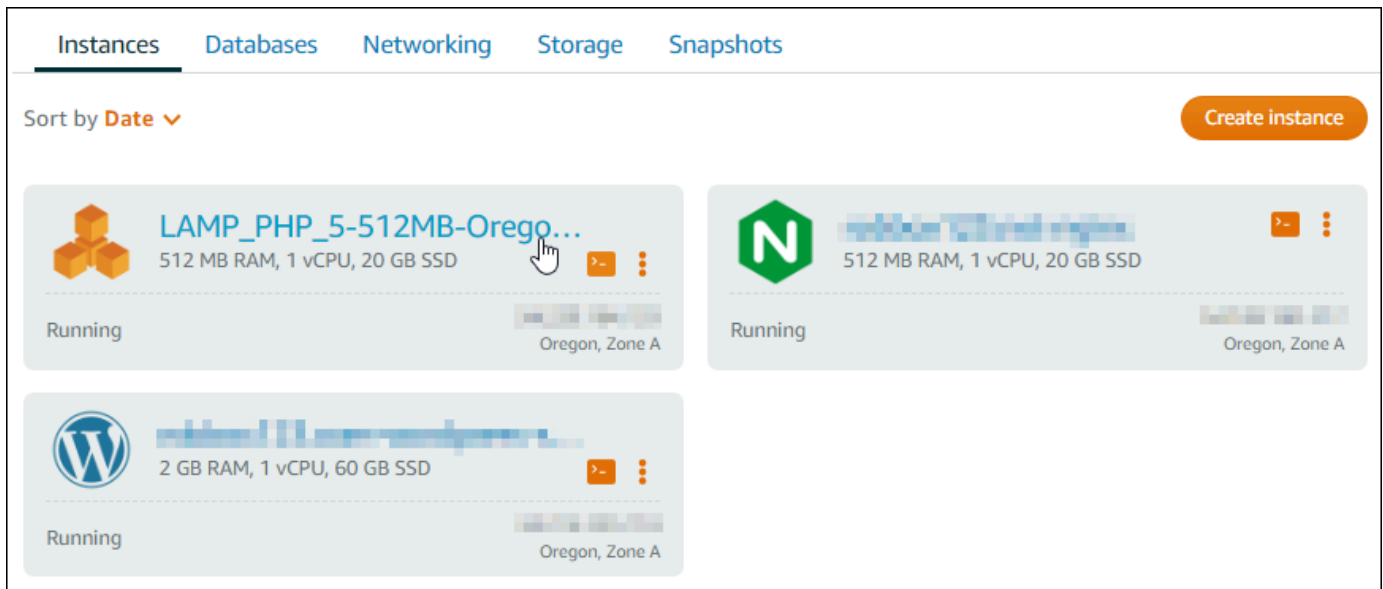 Instances Databases Networking Storage Snapshots
Sort by Date
Create instance
LAMP_PHP_5-512MB-Orego...
512 MB RAM, 1 vCPU, 20 GB SSD
Running
Oregon, Zone A
512 MB RAM, 1 vCPU, 20 GB SSD
Running
Oregon, Zone A
2 GB RAM, 1 vCPU, 60 GB SSD
Running
Oregon, Zone A